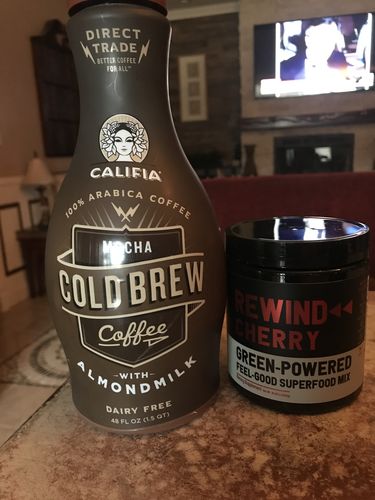 DIRECT
TRADE
BETTER COFFEE
FOR ALL™
CALIFIA
100% ARABICA COFFEE
MOCHA
COLD BREW
Coffee
WITH
ALMONDMILK
DAIRY FREE
48 FL OZ (1.5 QT)
REWIND
CHERRY
GREEN-POWERED
FEEL-GOOD SUPERFOOD MIX